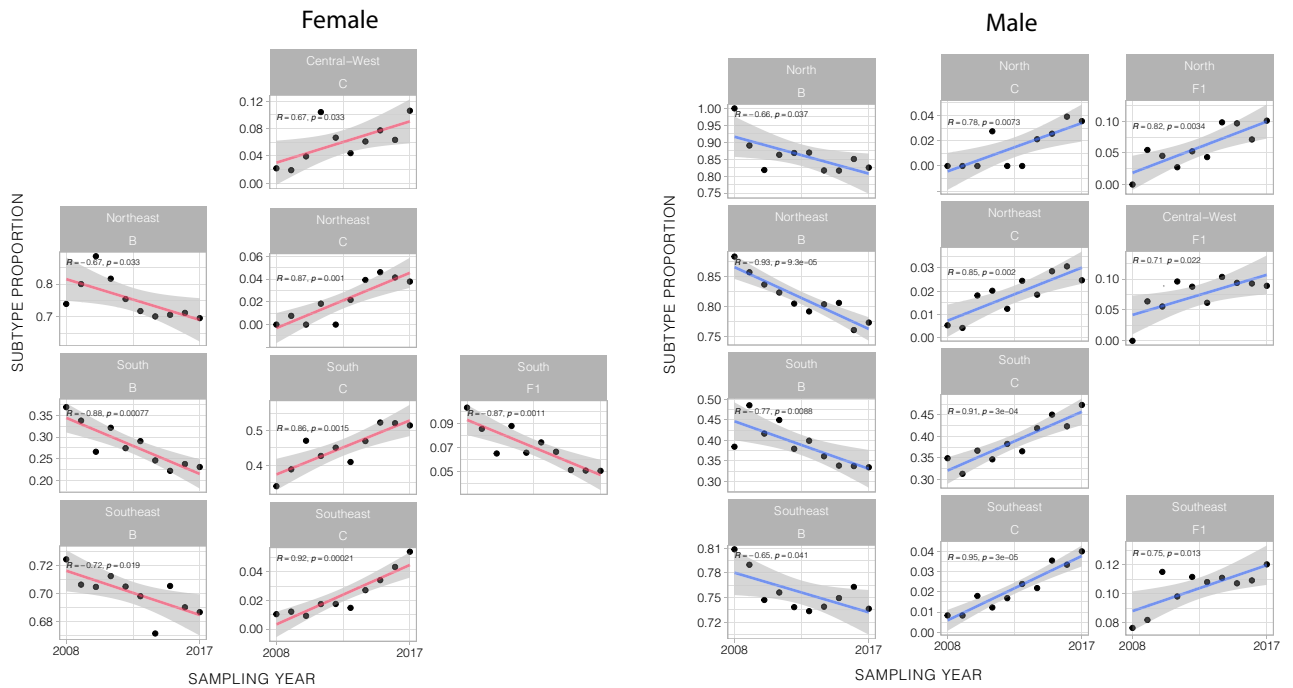 Female
Male
Central-West
C
0.12
0.08
0.04
0.00
R = 0.67, p = 0.033
SUBTYPE PROPORTION
Northeast
B
0.8
0.7
R = -0.67, p = 0.033
Northeast
C
0.06
0.04
0.02
0.00
R = 0.87, p = 0.001
South
B
0.35
0.30
0.25
0.20
R = -0.88, p = 0.00077
South
C
0.5
0.4
R = 0.86, p = 0.0015
South
F1
0.09
0.07
0.05
R = -0.87, p = 0.0011
Southeast
B
0.72
0.70
0.68
R = -0.72, p = 0.019
2008
2017
Southeast
C
0.04
0.02
0.00
R = 0.92, p = 0.00021
2008
2017
SAMPLING YEAR
SUBTYPE PROPORTION
North
B
1.00
0.95
0.90
0.85
0.80
0.75
R = -0.66, p = 0.037
North
C
0.04
0.02
0.00
R = 0.78, p = 0.0073
North
F1
0.10
0.05
0.00
R = 0.82, p = 0.0034
Northeast
B
0.85
0.80
0.75
R = -0.93, p = 9.3e-05
Northeast
C
0.03
0.02
0.01
0.00
R = 0.85, p = 0.002
Central-West
F1
0.10
0.05
0.00
R = 0.71, p = 0.022
South
B
0.50
0.45
0.40
0.35
0.30
R = -0.77, p = 0.0088
South
C
0.45
0.40
0.35
0.30
R = 0.91, p = 3e-04
Southeast
B
0.81
0.78
0.75
0.72
R = -0.65, p = 0.041
2008
2017
Southeast
C
0.04
0.03
0.02
0.01
0.00
R = 0.95, p = 3e-05
2008
2017
Southeast
F1
0.12
0.10
0.08
R = 0.75, p = 0.013
2008
2017
SAMPLING YEAR